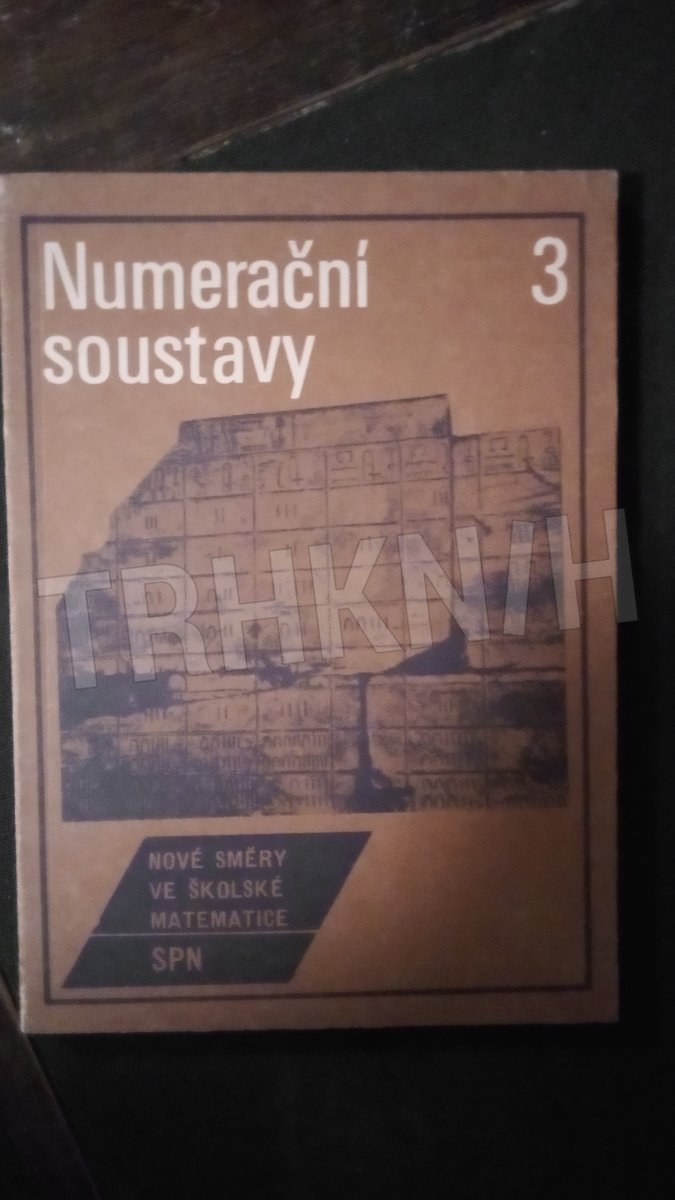 Numerační 3
soustavy
TRHKNIH
NOVÉ SMĚRY
VE ŠKOLSKÉ
MATEMATICE
SPN